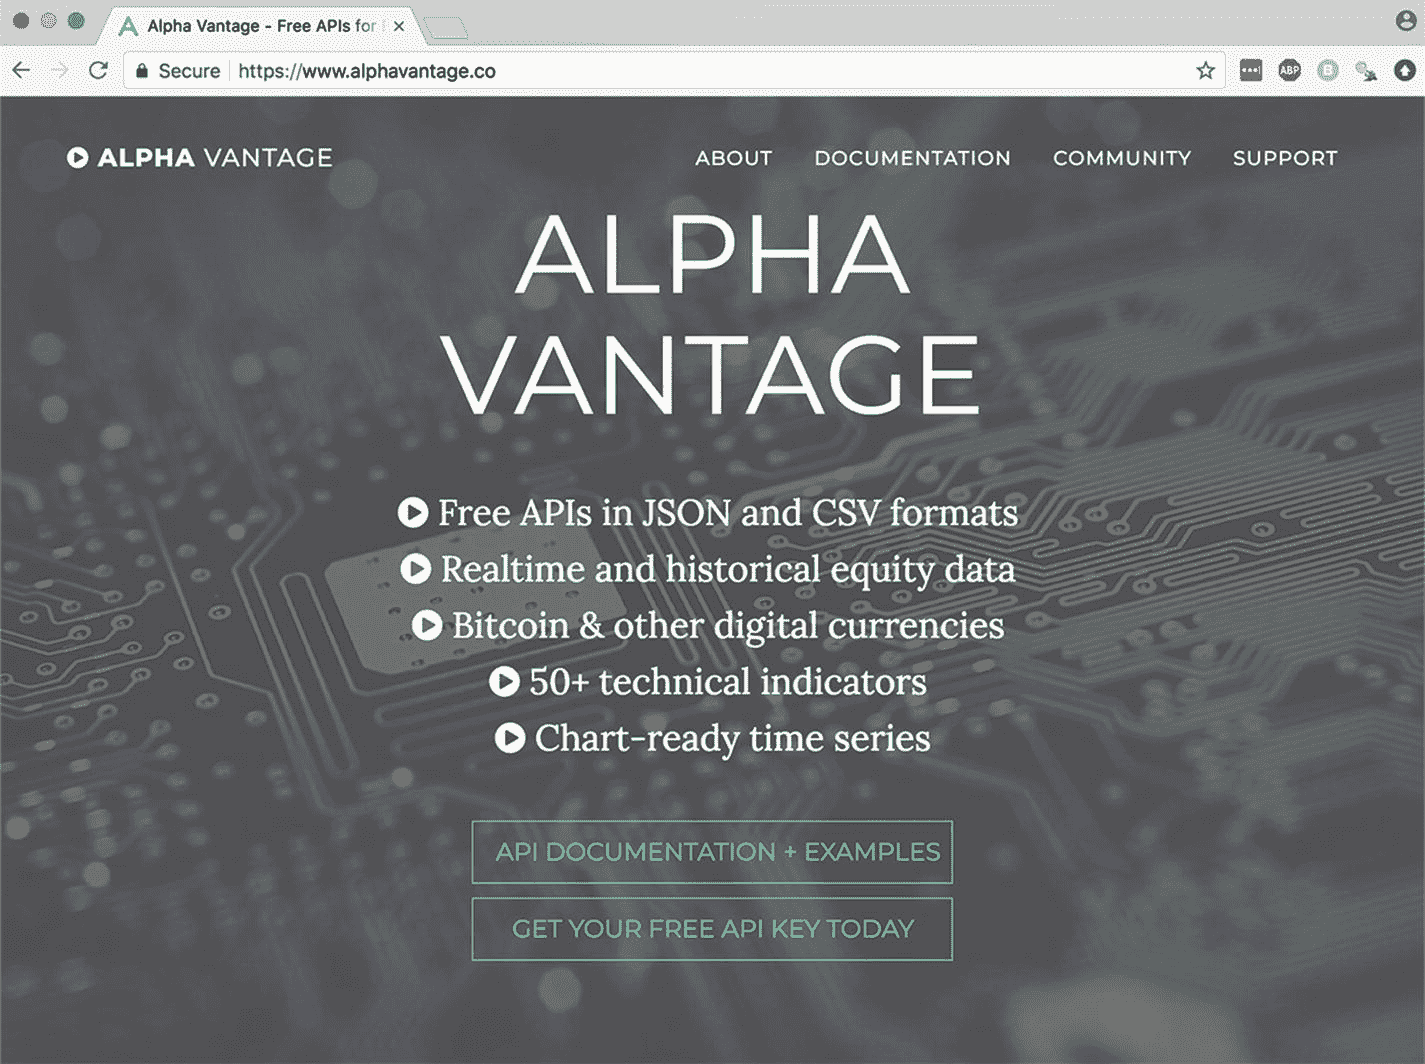 Alpha Vantage - Free APIs for
Secure https://www.alphavantage.co
ABP
B
ALPHA VANTAGE ABOUT DOCUMENTATION COMMUNITY SUPPORT
ALPHA
VANTAGE
Free APIs in JSON and CSV formats
Realtime and historical equity data
Bitcoin & other digital currencies
50+ technical indicators
Chart-ready time series
API DOCUMENTATION + EXAMPLES
GET YOUR FREE API KEY TODAY